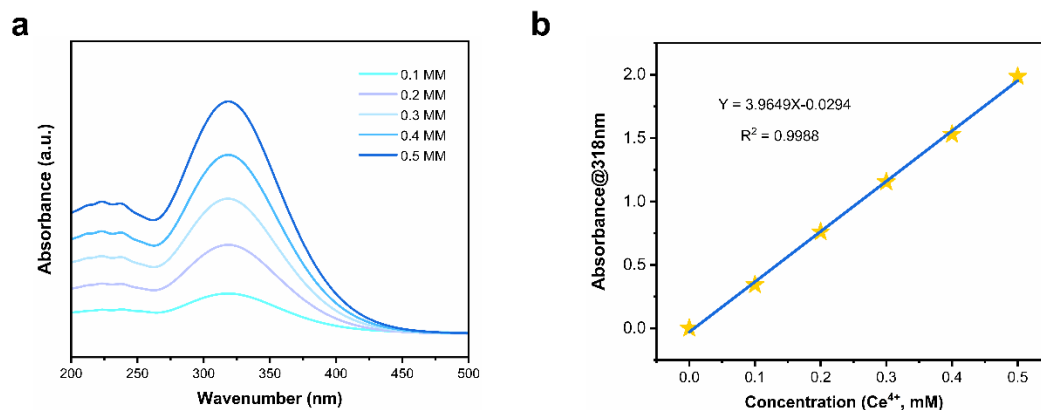 a
Absorbance (a.u.)
0.1 MM
0.2 MM
0.3 MM
0.4 MM
0.5 MM
200 250 300 350 400 450 500
Wavenumber (nm)
b
Absorbance@318nm
2.0
1.5
1.0
0.5
0.0
Y = 3.9649X-0.0294
R² = 0.9988
0.0 0.1 0.2 0.3 0.4 0.5
Concentration (Ce⁴⁺, mM)